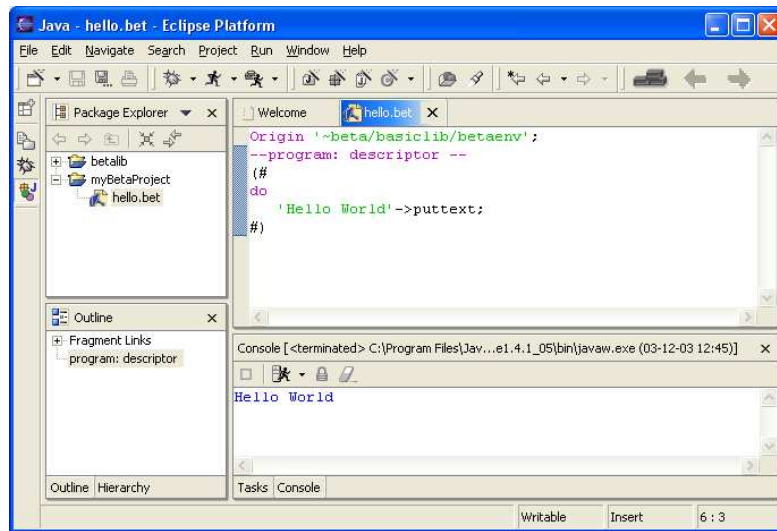 Java - hello.bet - Eclipse Platform
File Edit Navigate Search Project Run Window Help
Package Explorer
betalib
myBetaProject
hello.bet
Welcome hello.bet
Origin '~beta/basiclib/betaenv';
--program: descriptor --
(#
do
'Hello World'->puttext;
#)
Outline
Fragment Links
program: descriptor
Outline Hierarchy
Console [<terminated> C:\Program Files\Jav...e1.4.1_05\bin\javaw.exe (03-12-03 12:45)]
Hello World
Tasks Console
Writable Insert 6 : 3